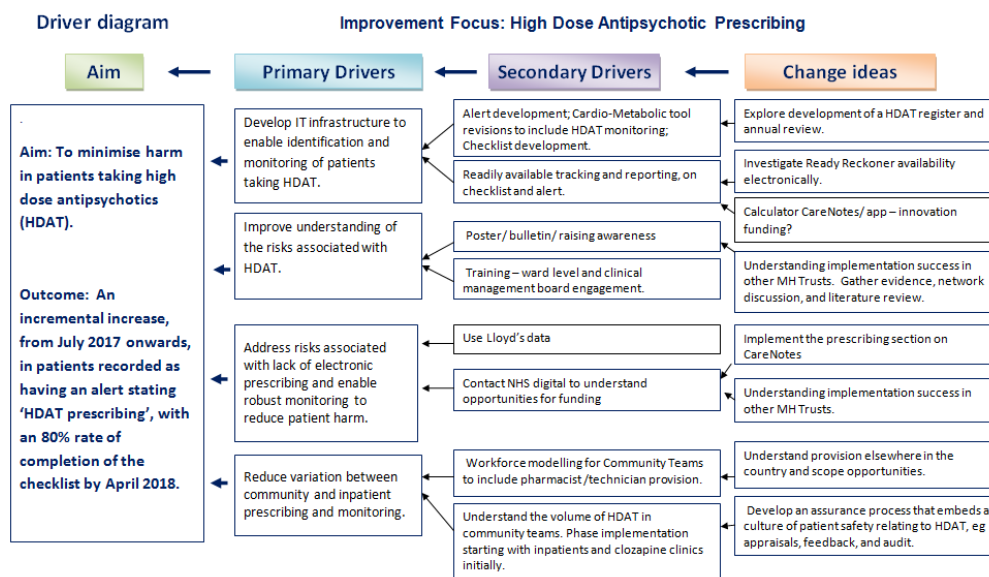 Driver diagram
Improvement Focus: High Dose Antipsychotic Prescribing
Aim
Primary Drivers
Secondary Drivers
Change ideas
.
Aim: To minimise harm
in patients taking high
dose antipsychotics
(HDAT).
Outcome: An
incremental increase,
from July 2017 onwards,
in patients recorded as
having an alert stating
‘HDAT prescribing’, with
an 80% rate of
completion of the
checklist by April 2018.
Develop IT infrastructure to
enable identification and
monitoring of patients
taking HDAT.
Improve understanding of
the risks associated with
HDAT.
Address risks associated
with lack of electronic
prescribing and enable
robust monitoring to
reduce patient harm.
Reduce variation between
community and inpatient
prescribing and monitoring.
Alert development; Cardio-Metabolic tool
revisions to include HDAT monitoring;
Checklist development.
Readily available tracking and reporting, on
checklist and alert.
Poster/ bulletin/ raising awareness
Training – ward level and clinical
management board engagement.
Use Lloyd’s data
Contact NHS digital to understand
opportunities for funding
Workforce modelling for Community Teams
to include pharmacist /technician provision.
Understand the volume of HDAT in
community teams. Phase implementation
starting with inpatients and clozapine clinics
initially.
Explore development of a HDAT register and
annual review.
Investigate Ready Reckoner availability
electronically.
Calculator CareNotes/ app – innovation
funding?
Understanding implementation success in
other MH Trusts. Gather evidence, network
discussion, and literature review.
Implement the prescribing section on
CareNotes
Understanding implementation success in
other MH Trusts.
Understand provision elsewhere in the
country and scope opportunities.
Develop an assurance process that embeds a
culture of patient safety relating to HDAT, eg
appraisals, feedback, and audit.